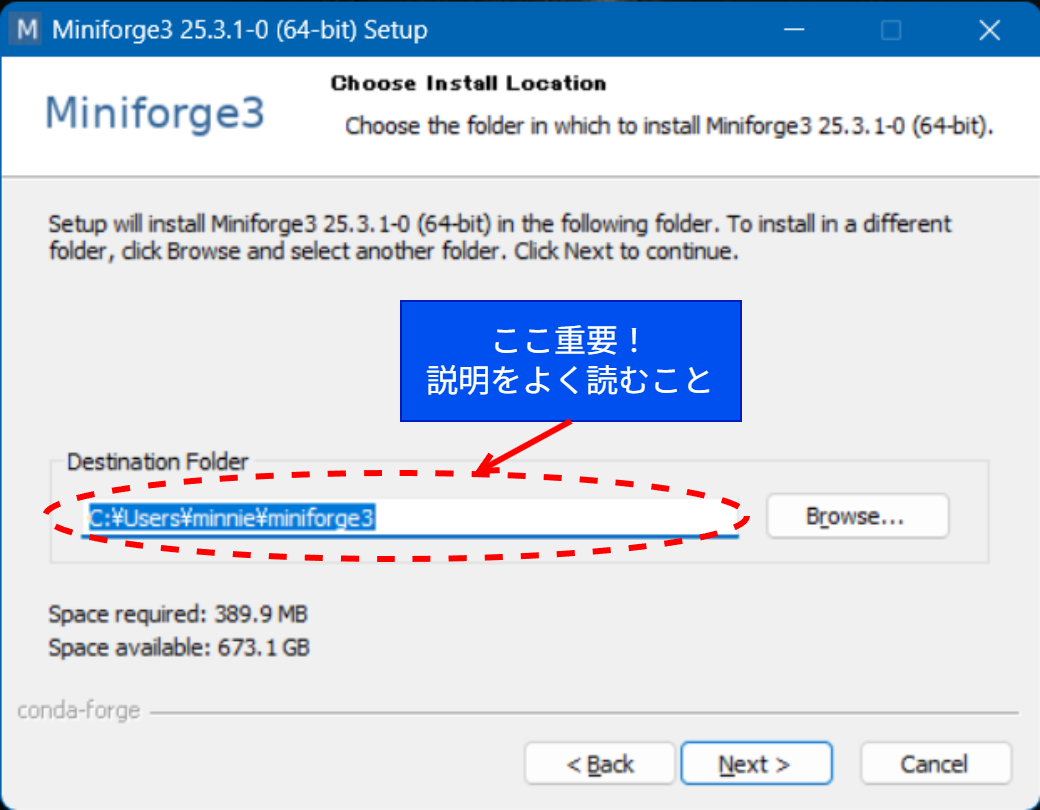 M Miniforge3 25.3.1-0 (64-bit) Setup
Miniforge3
Choose Install Location
Choose the folder in which to install Miniforge3 25.3.1-0 (64-bit).
Setup will install Miniforge3 25.3.1-0 (64-bit) in the following folder. To install in a different
folder, click Browse and select another folder. Click Next to continue.
ここ重要！
説明をよく読むこと
Destination Folder
C:¥Users¥minnie¥miniforge3
Browse...
Space required: 389.9 MB
Space available: 673.1 GB
conda-forge
< Back
Next >
Cancel